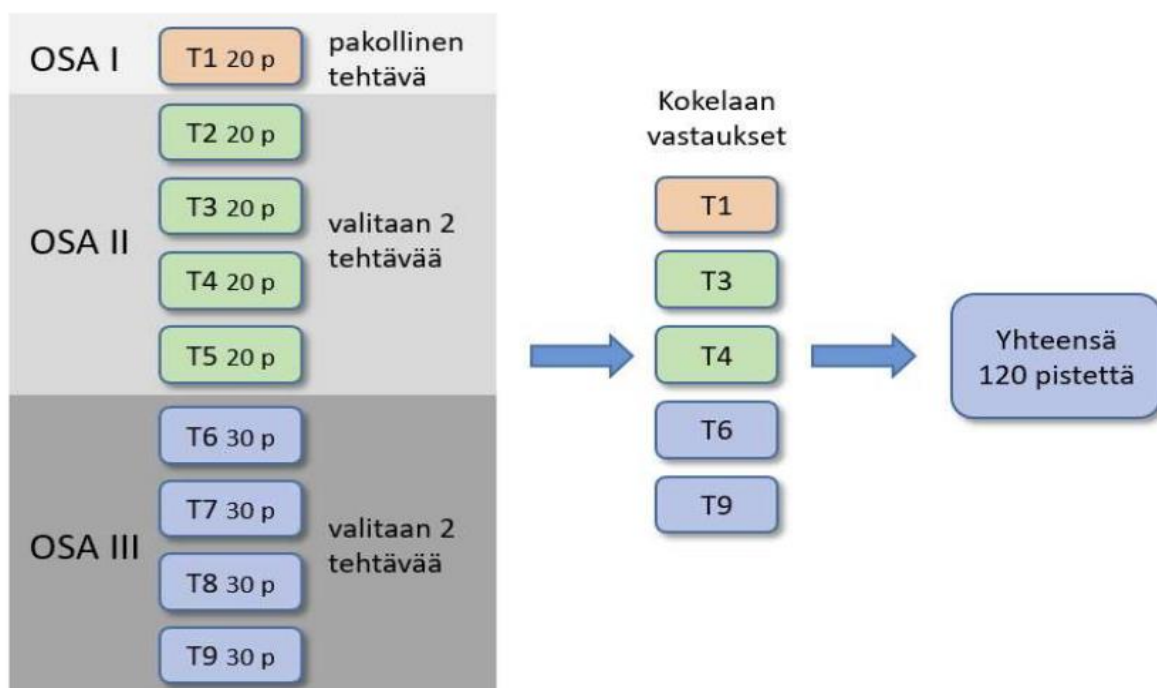 OSA I
T1 20 p
pakollinen
tehtävä
OSA II
T2 20 p
T3 20 p
T4 20 p
T5 20 p
valitaan 2
tehtävää
OSA III
T6 30 p
T7 30 p
T8 30 p
T9 30 p
valitaan 2
tehtävää
Kokelaan
vastaukset
T1
T3
T4
T6
T9
Yhteensä
120 pistettä